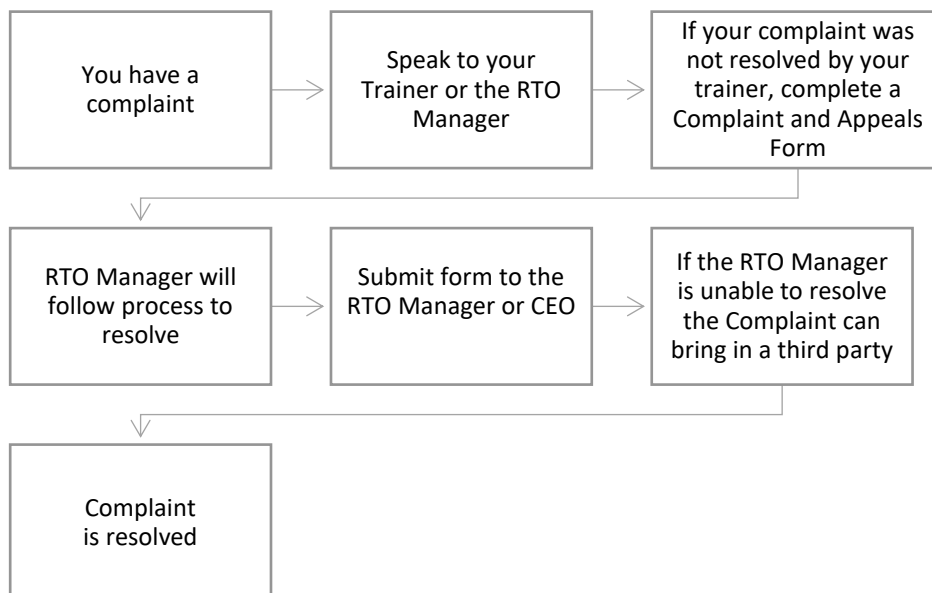 You have a
complaint
Speak to your
Trainer or the RTO
Manager
If your complaint was
not resolved by your
trainer, complete a
Complaint and Appeals
Form
RTO Manager will
follow process to
resolve
Submit form to the
RTO Manager or CEO
If the RTO Manager
is unable to resolve
the Complaint can
bring in a third party
Complaint
is resolved